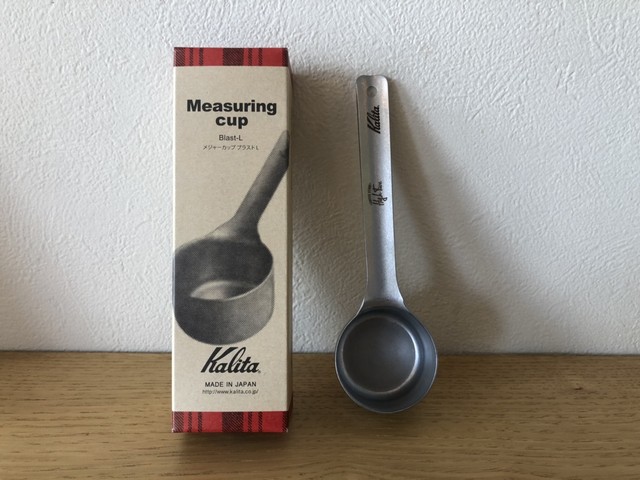 Measuring
cup
Blast-L
メジャーカップ ブラスト L
Kalita
MADE IN JAPAN
http://www.kalita.co.jp/
Kalita